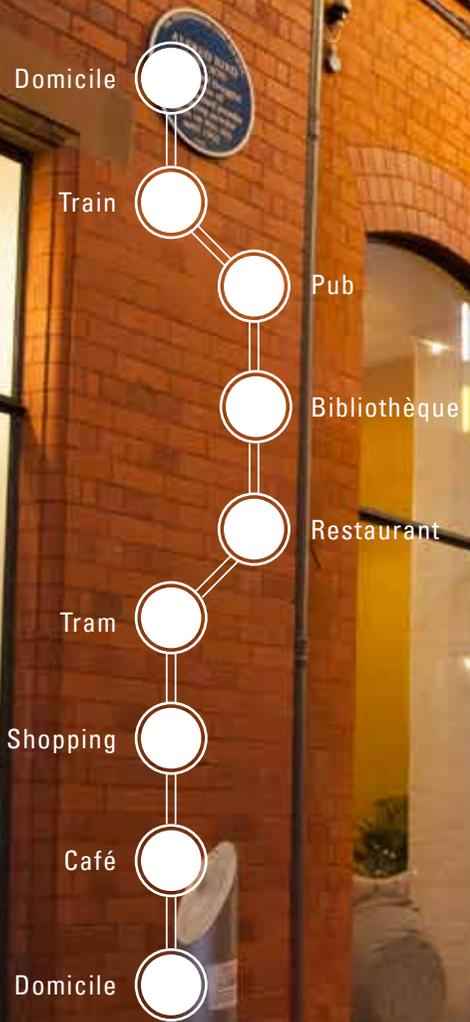 Domicile
Train
Pub
Bibliothèque
Restaurant
Tram
Shopping
Café
Domicile